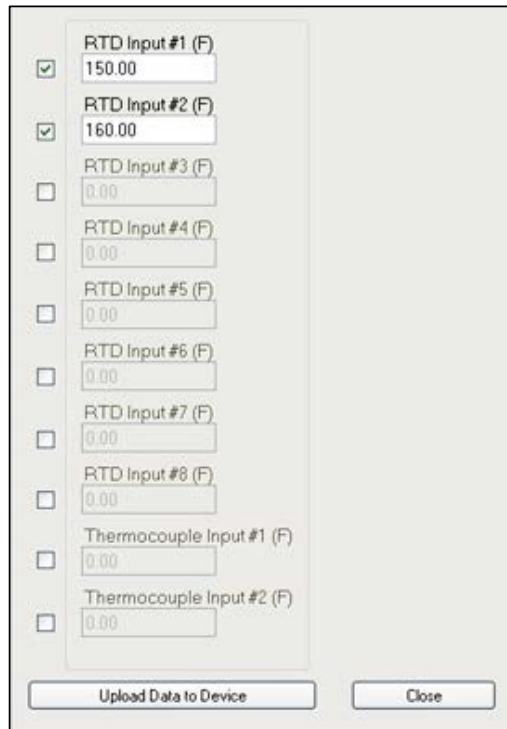 RTD Input #1 (F)
150.00
RTD Input #2 (F)
160.00
RTD Input #3 (F)
0.00
RTD Input #4 (F)
0.00
RTD Input #5 (F)
0.00
RTD Input #6 (F)
0.00
RTD Input #7 (F)
0.00
RTD Input #8 (F)
0.00
Thermocouple Input #1 (F)
0.00
Thermocouple Input #2 (F)
0.00
Upload Data to Device Close